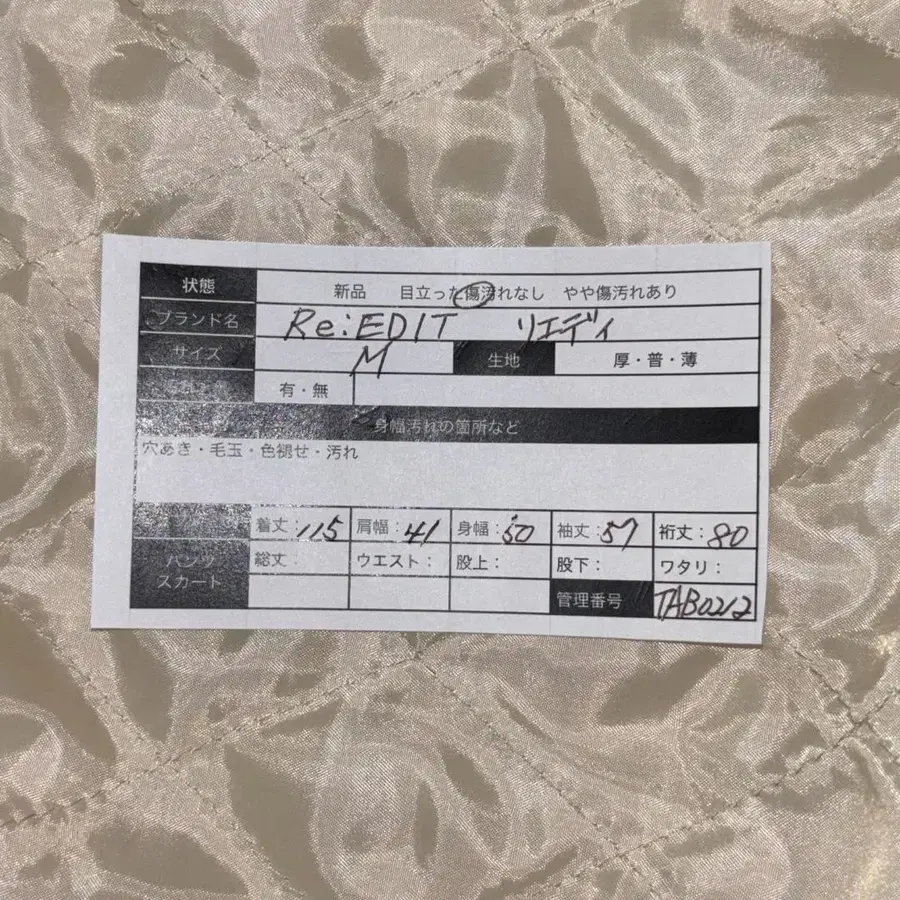 状態 新品 目立った傷汚れなし やや傷汚れあり
ブランド名 Re:EDIT リエディ
サイズ M 生地 厚・普・薄
有・無
身幅汚れの箇所など
穴あき・毛玉・色褪せ・汚れ
着丈:115 肩幅:41 身幅:50 袖丈:57 裄丈:80
パンツ 総丈: ウエスト: 股上: 股下: ワタリ:
スカート
管理番号 TAB0212